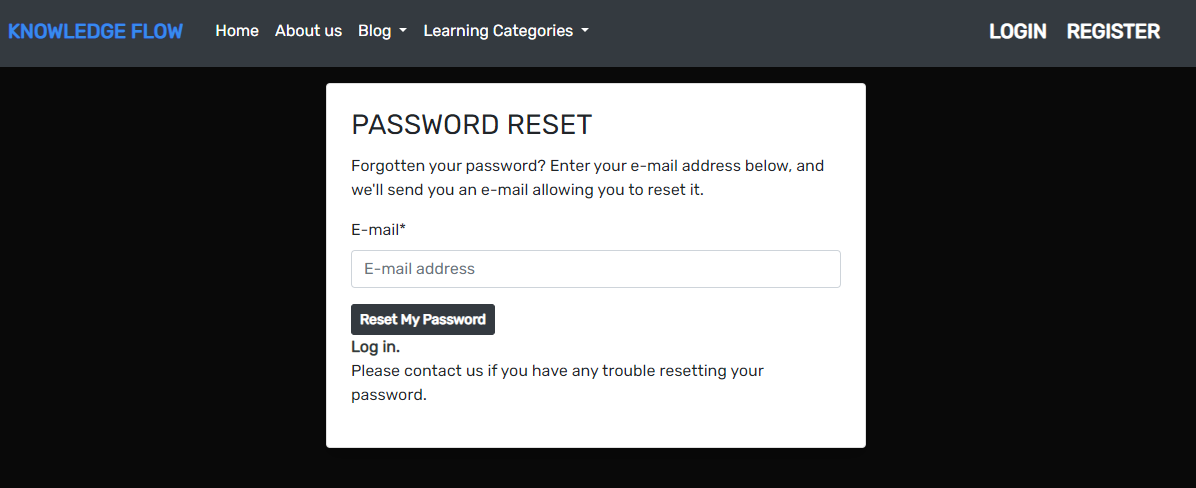 KNOWLEDGE FLOW Home About us Blog Learning Categories LOGIN REGISTER
PASSWORD RESET
Forgotten your password? Enter your e-mail address below, and
we'll send you an e-mail allowing you to reset it.
E-mail*
E-mail address
Reset My Password
Log in.
Please contact us if you have any trouble resetting your
password.